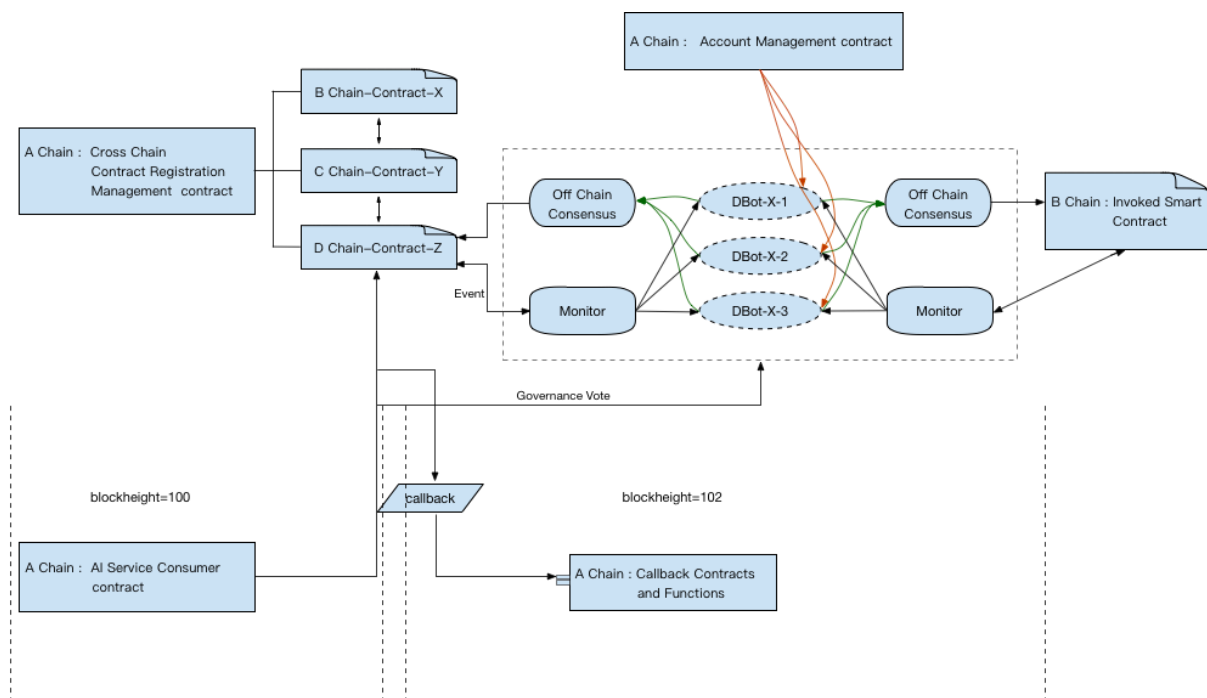 A Chain : Account Management contract
B Chain-Contract-X
A Chain : Cross Chain
Contract Registration
Management contract
C Chain-Contract-Y
D Chain-Contract-Z
Off Chain
Consensus
DBot-X-1
Off Chain
Consensus
B Chain : Invoked Smart
Contract
DBot-X-2
Event
Monitor
DBot-X-3
Monitor
Governance Vote
blockheight=100
callback
blockheight=102
A Chain : AI Service Consumer
contract
A Chain : Callback Contracts
and Functions